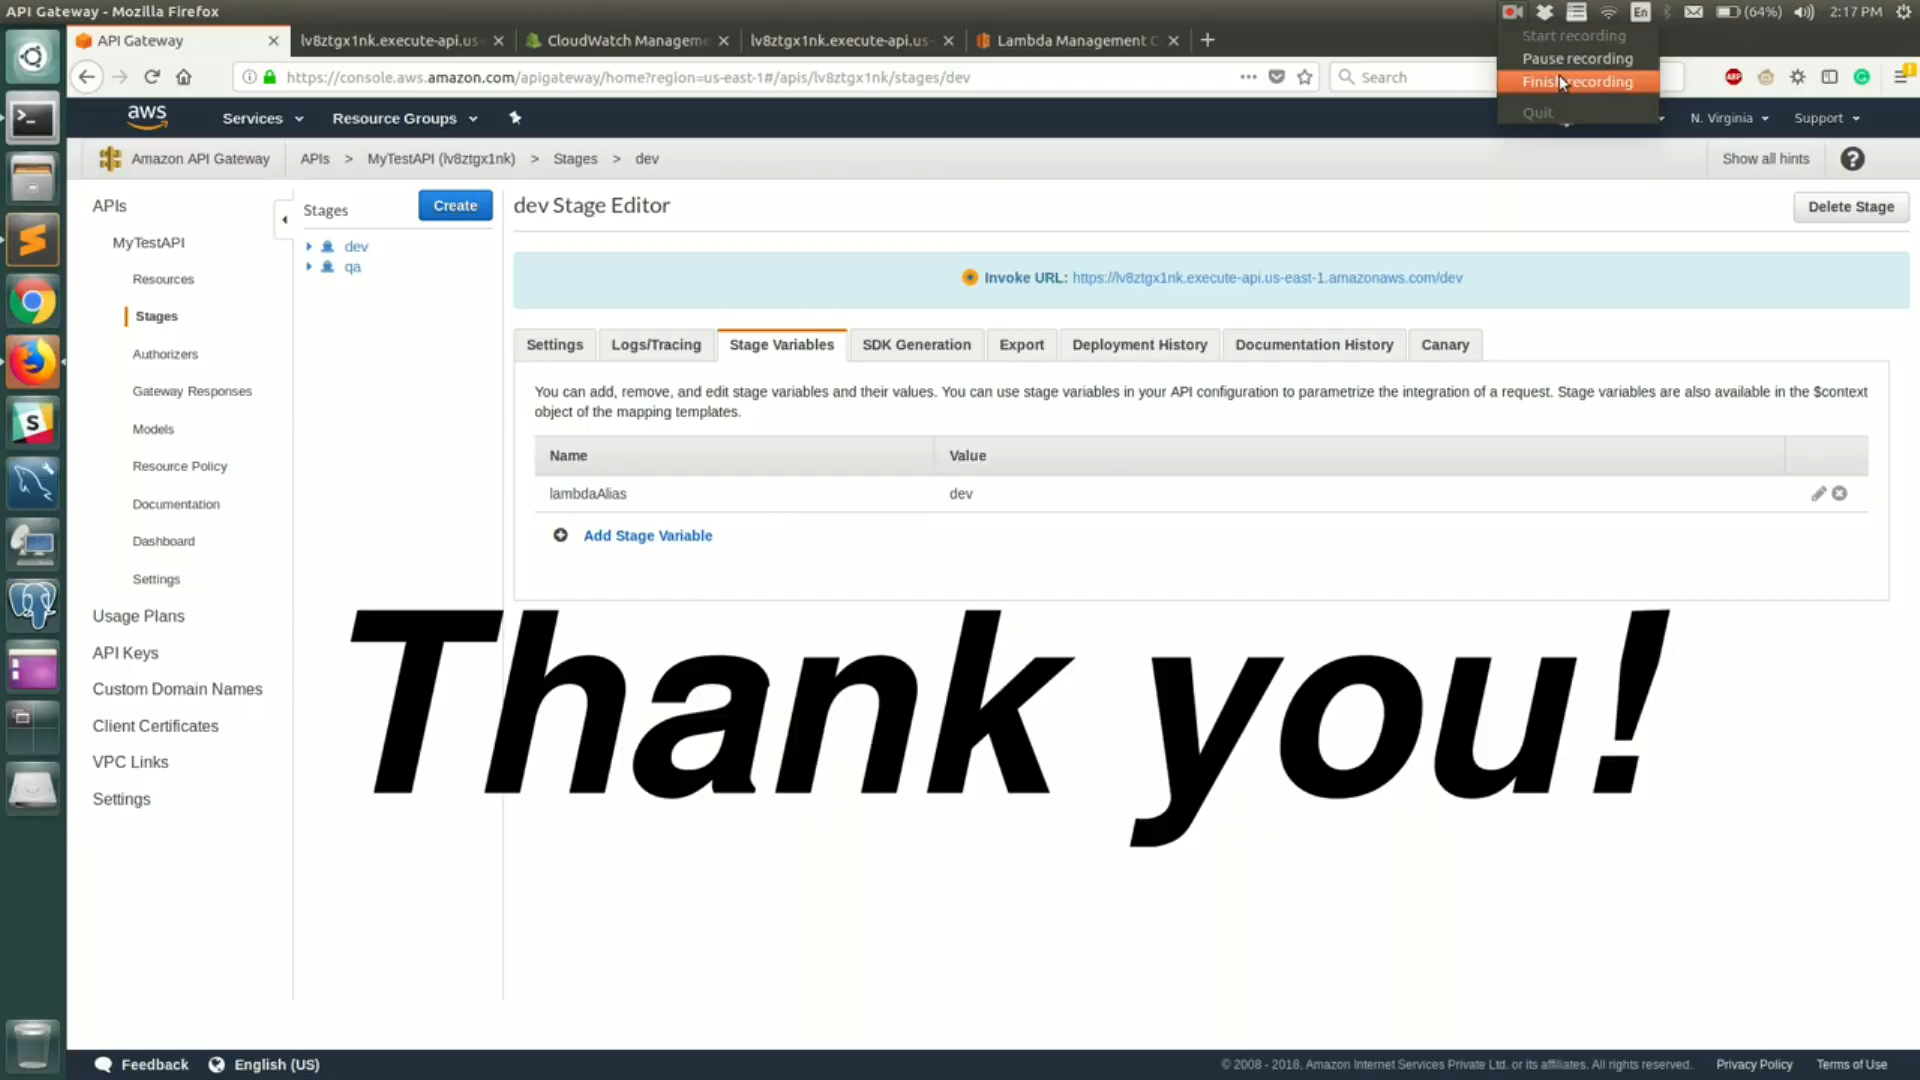 API Gateway - Mozilla Firefox
En
(64%)
2:17 PM
Start recording
Pause recording
Finish recording
Quit
API Gateway
lv8ztgx1nk.execute-api.us-
CloudWatch Manageme
lv8ztgx1nk.execute-api.us-
Lambda Management C
https://console.aws.amazon.com/apigateway/home?region=us-east-1#/apis/lv8ztgx1nk/stages/dev
Search
ABP
aws
Services
Resource Groups
N. Virginia
Support
Amazon API Gateway
APIs > MyTestAPI (lv8ztgx1nk) > Stages > dev
Show all hints
?
APIs
MyTestAPI
Resources
Stages
Authorizers
Gateway Responses
Models
Resource Policy
Documentation
Dashboard
Settings
Usage Plans
API Keys
Custom Domain Names
Client Certificates
VPC Links
Settings
Stages
Create
dev
qa
dev Stage Editor
Delete Stage
Invoke URL: https://lv8ztgx1nk.execute-api.us-east-1.amazonaws.com/dev
Settings
Logs/Tracing
Stage Variables
SDK Generation
Export
Deployment History
Documentation History
Canary
You can add, remove, and edit stage variables and their values. You can use stage variables in your API configuration to parametrize the integration of a request. Stage variables are also available in the $context
object of the mapping templates.
Name
Value
lambdaAlias
dev
Add Stage Variable
Thank you!
Feedback
English (US)
© 2008 - 2018, Amazon Internet Services Private Ltd. or its affiliates. All rights reserved.
Privacy Policy
Terms of Use